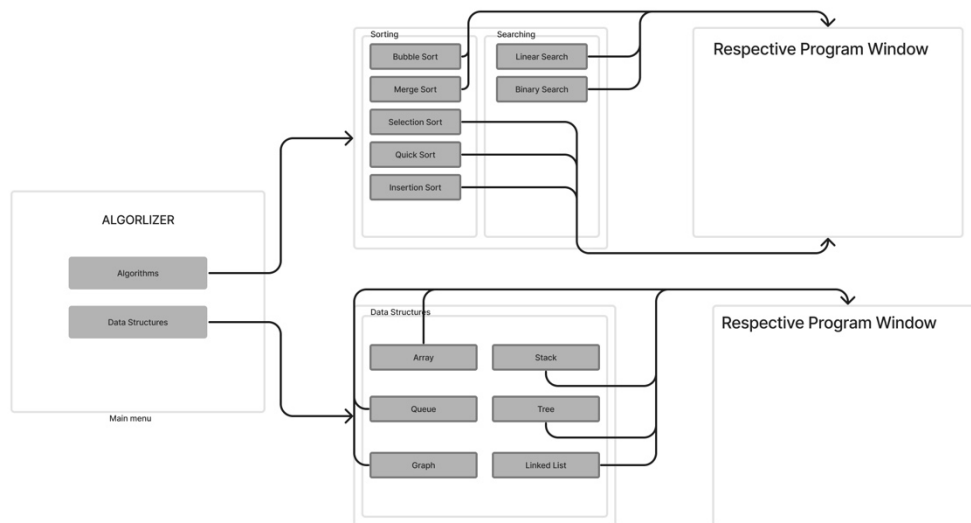 Sorting
Searching
Bubble Sort
Linear Search
Merge Sort
Binary Search
Selection Sort
Quick Sort
Insertion Sort
Respective Program Window
ALGORLIZER
Algorithms
Data Structures
Main menu
Data Structures
Array
Stack
Queue
Tree
Graph
Linked List
Respective Program Window